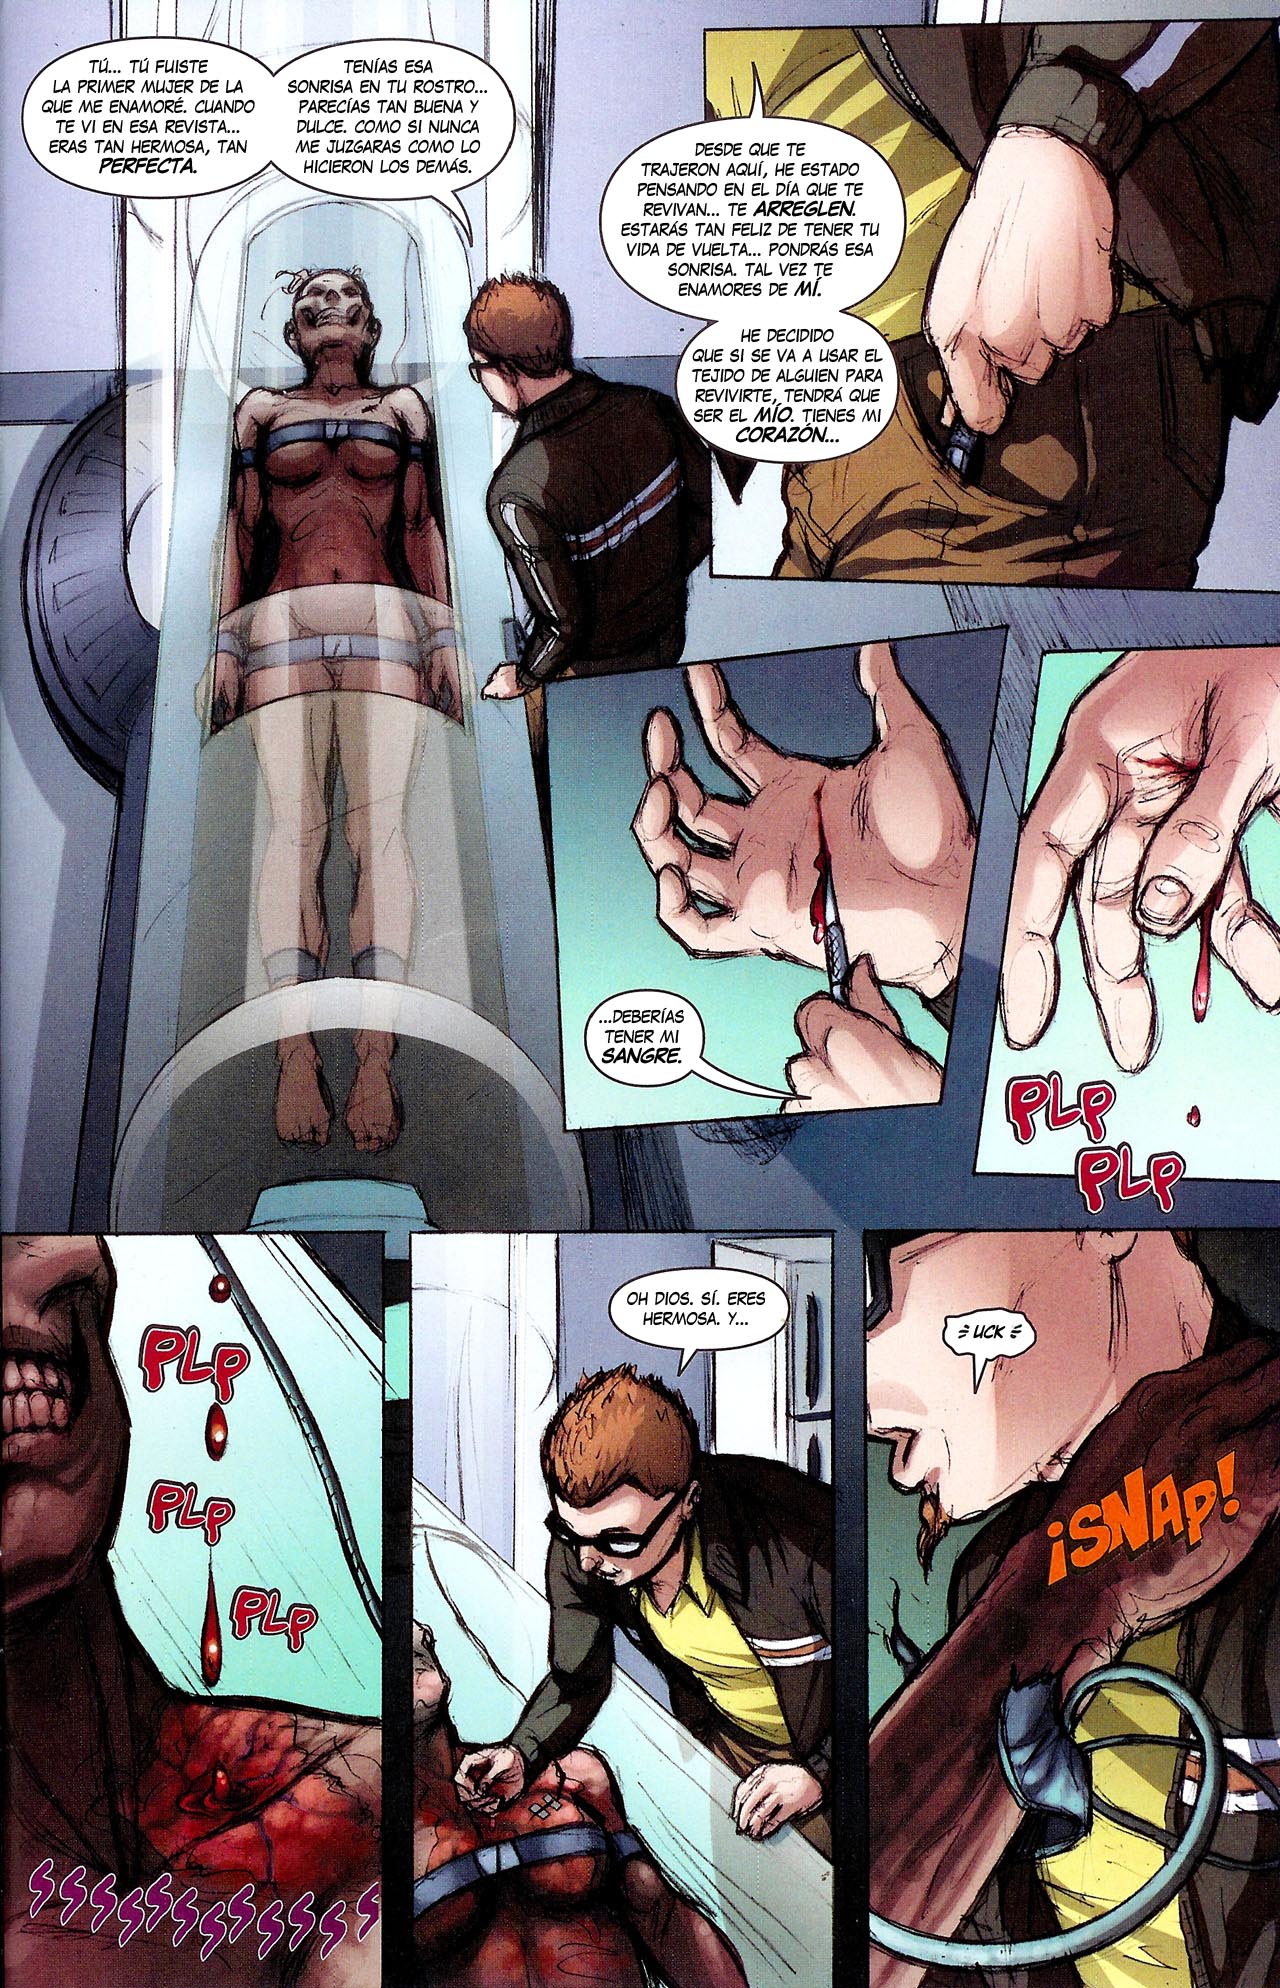 TÚ... TÚ FUISTE
LA PRIMER MUJER DE LA
QUE ME ENAMORÉ. CUANDO
TE VI EN ESA REVISTA...
ERAS TAN HERMOSA, TAN
PERFECTA.
TENÍAS ESA
SONRISA EN TU ROSTRO...
PARECÍAS TAN BUENA Y
DULCE. COMO SI NUNCA
ME JUZGARAS COMO LO
HICIERON LOS DEMÁS.
DESDE QUE TE
TRAJERON AQUÍ, HE ESTADO
PENSANDO EN EL DÍA QUE TE
REVIVAN... TE ARREGLEN.
ESTARÁS TAN FELIZ DE TENER TU
VIDA DE VUELTA... PONDRÁS ESA
SONRISA. TAL VEZ TE
ENAMORES DE MÍ.
HE DECIDIDO
QUE SI SE VA A USAR EL
TEJIDO DE ALGUIEN PARA
REVIVIRTE, TENDRÁ QUE
SER EL MÍO. TIENES MI
CORAZÓN...
...DEBERÍAS
TENER MI
SANGRE.
PLP
PLP
PLP
PLP
PLP
SSSSSSSSSSSS
OH DIOS. SÍ. ERES
HERMOSA. Y...
UCK
¡SNAP!